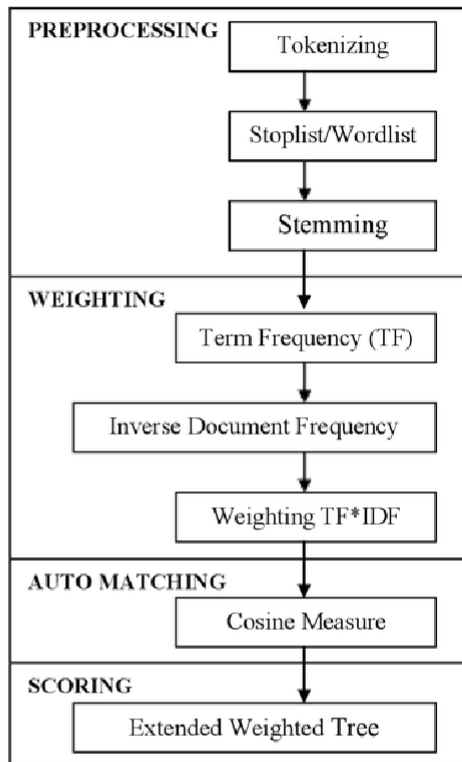 PREPROCESSING
Tokenizing
Stoplist/Wordlist
Stemming
WEIGHTING
Term Frequency (TF)
Inverse Document Frequency
Weighting TF*IDF
AUTO MATCHING
Cosine Measure
SCORING
Extended Weighted Tree